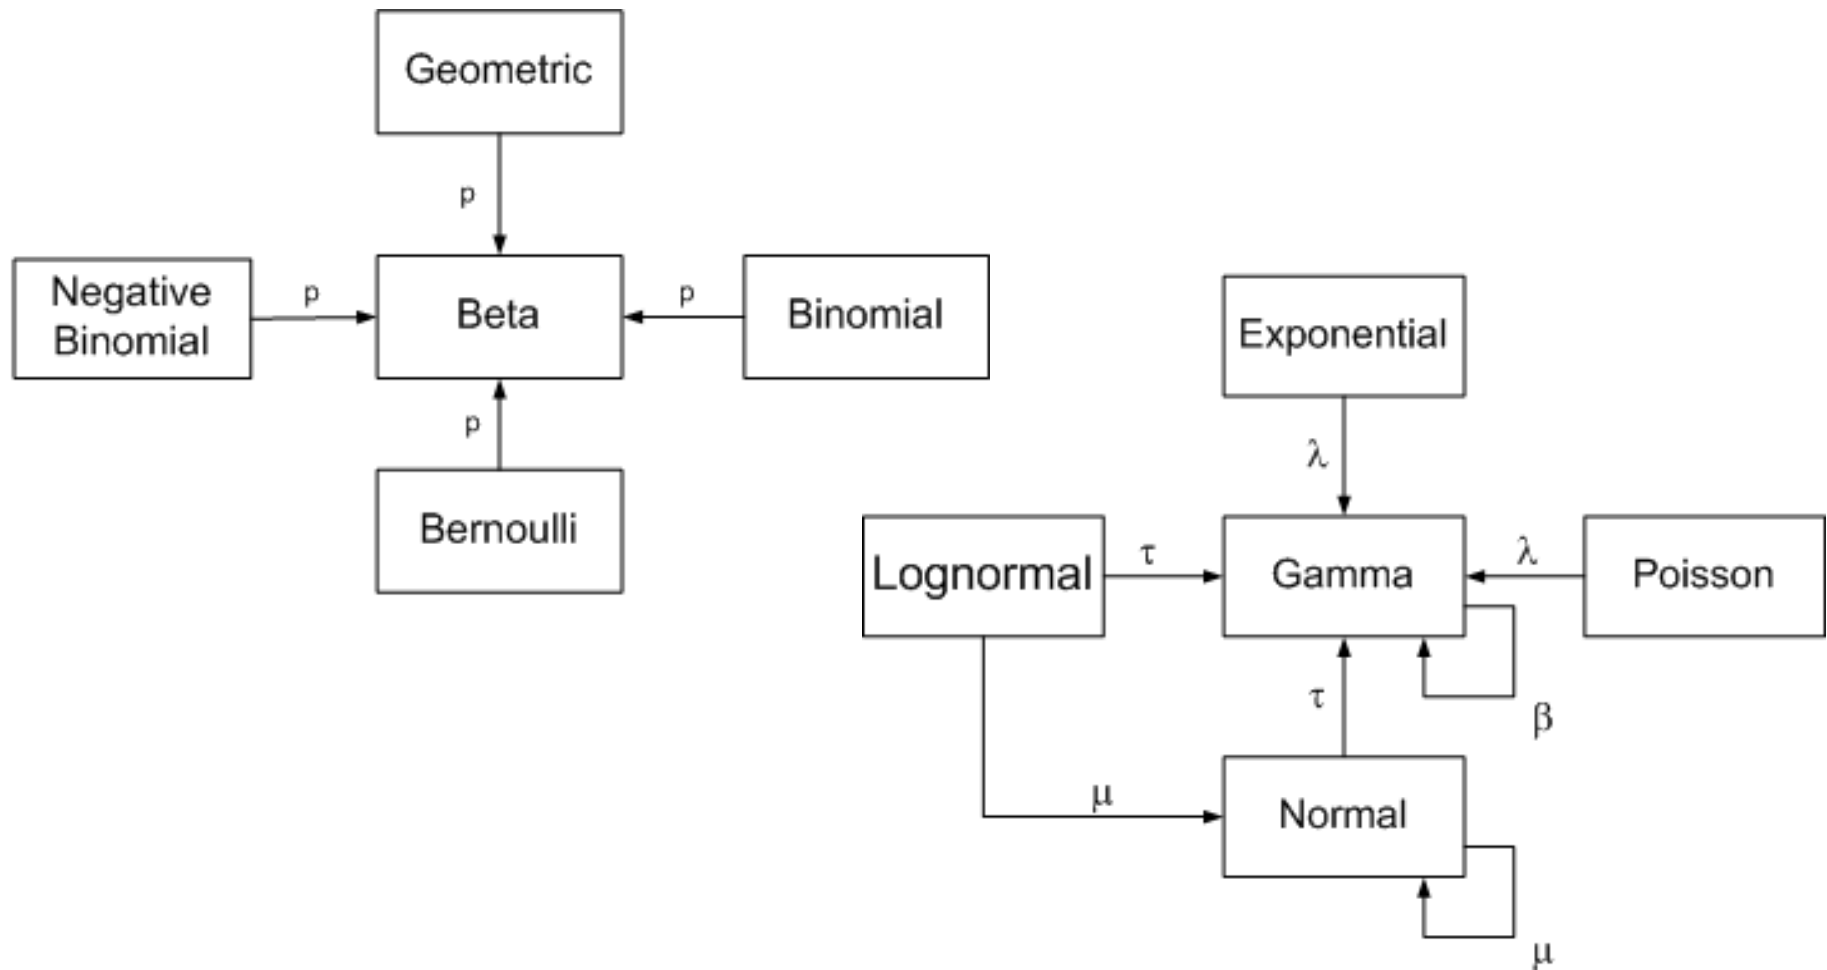 Geometric
p
Negative
Binomial
p
Beta
p
Binomial
p
Bernoulli
Exponential
λ
Lognormal
τ
Gamma
λ
Poisson
β
τ
μ
Normal
μ